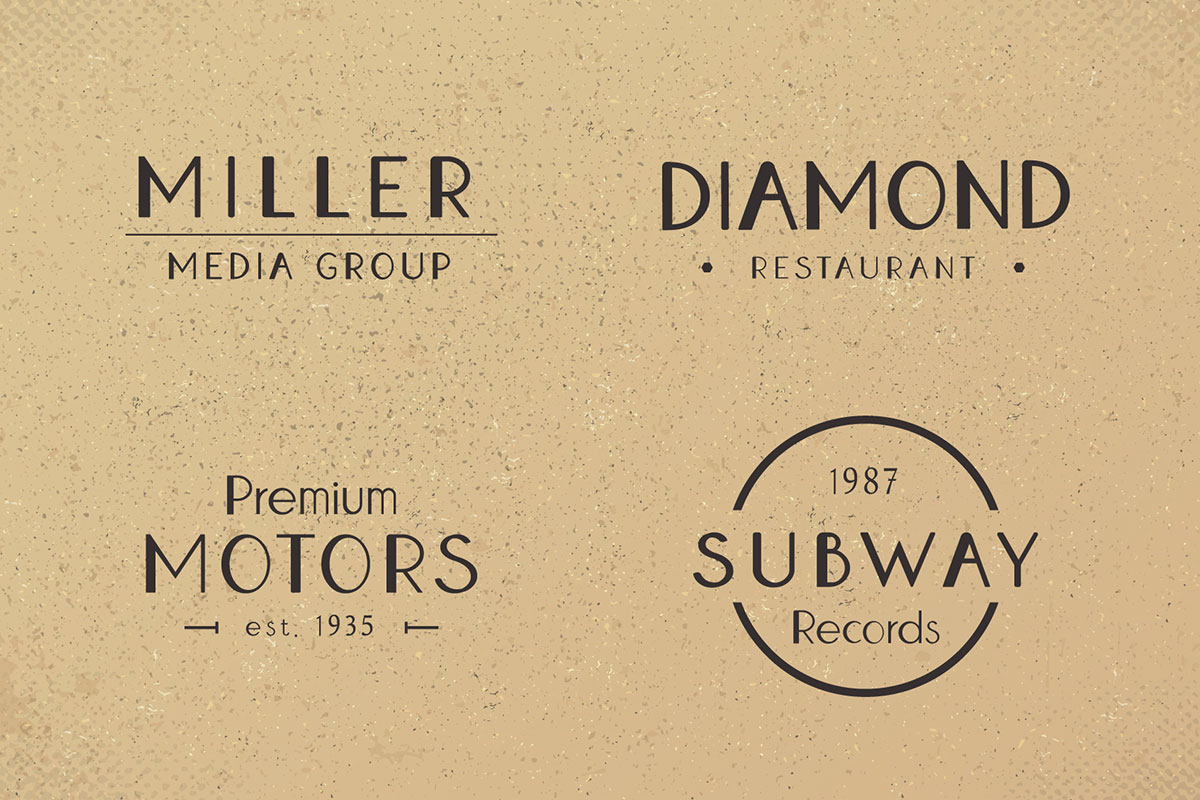 MILLER
MEDIA GROUP
DIAMOND
RESTAURANT
Premium
MOTORS
est. 1935
1987
SUBWAY
Records